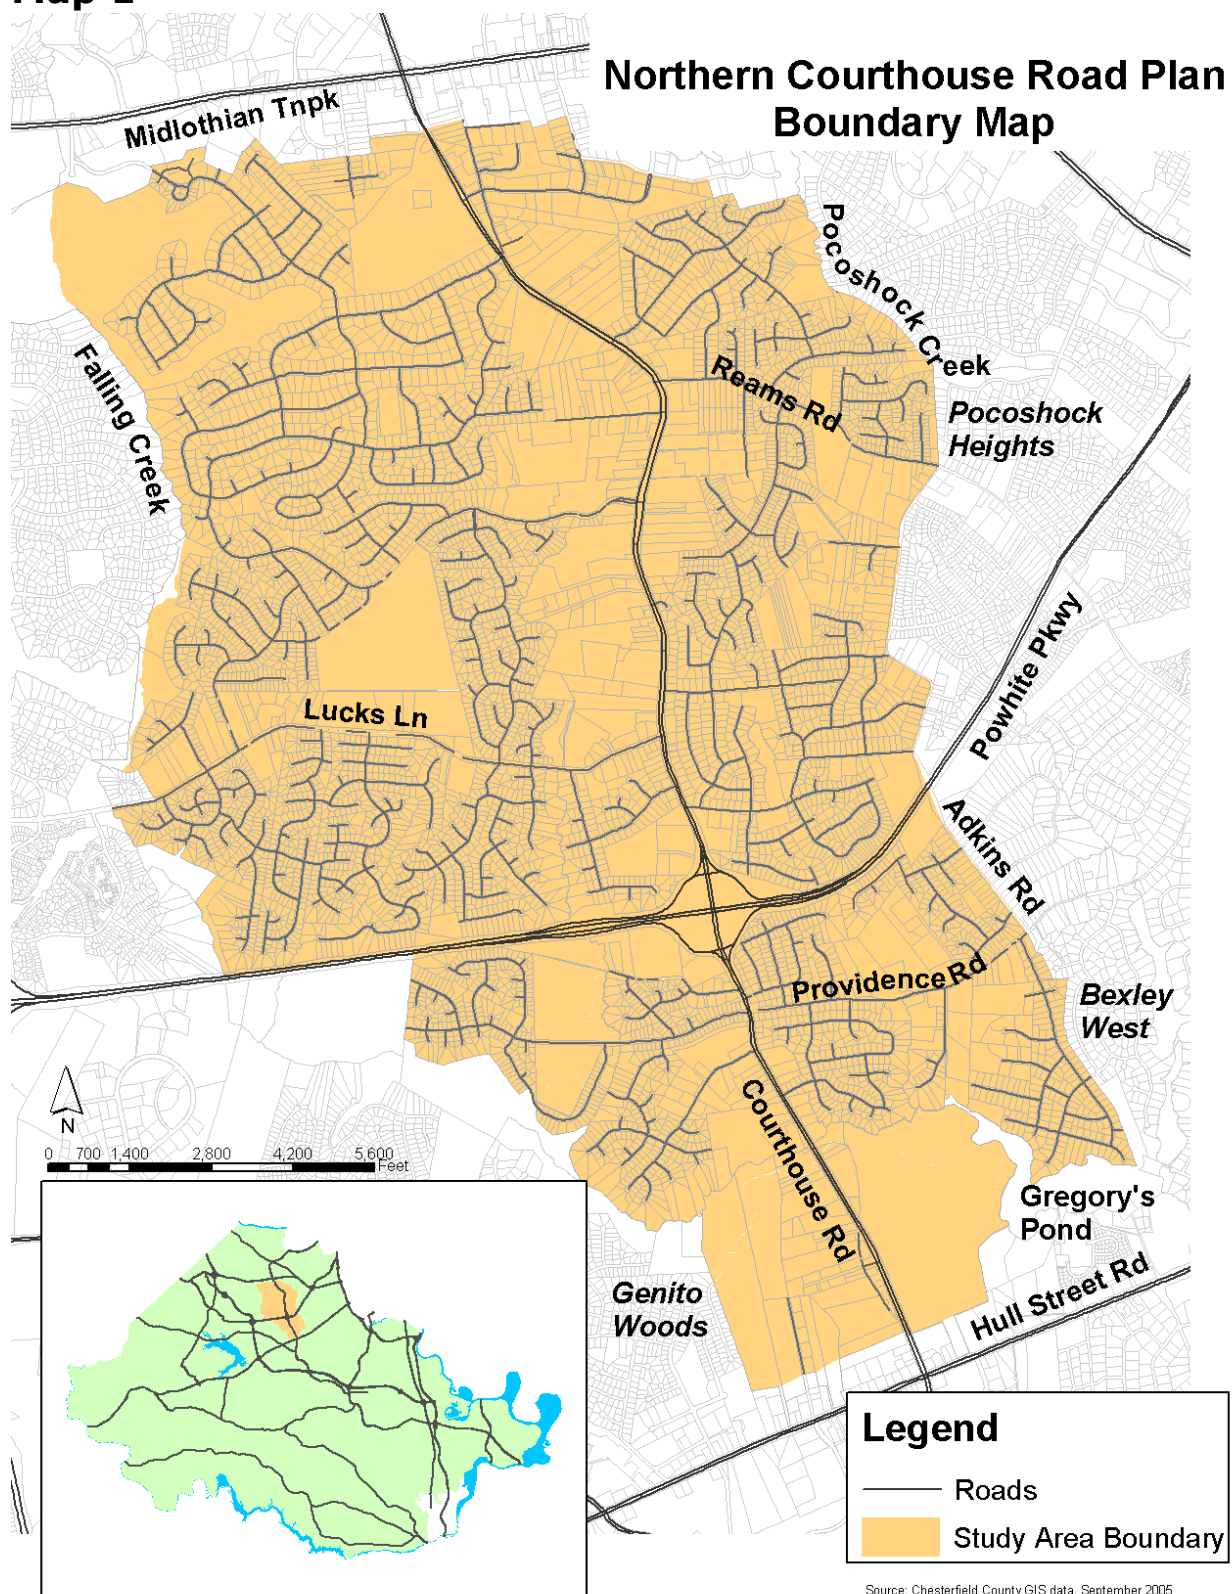 Northern Courthouse Road Plan
Boundary Map
Midlothian Tnpk
Pocoshock Creek
Falling Creek
Reams Rd
Pocoshock
Heights
Powhite Pkwy
Lucks Ln
Adkins Rd
Providence Rd
Bexley
West
Courthouse Rd
N
0 700 1,400 2,800 4,200 5,600
Feet
Gregory's
Pond
Genito
Woods
Hull Street Rd
Legend
Roads
Study Area Boundary
Source: Chesterfield County GIS data, September 2005